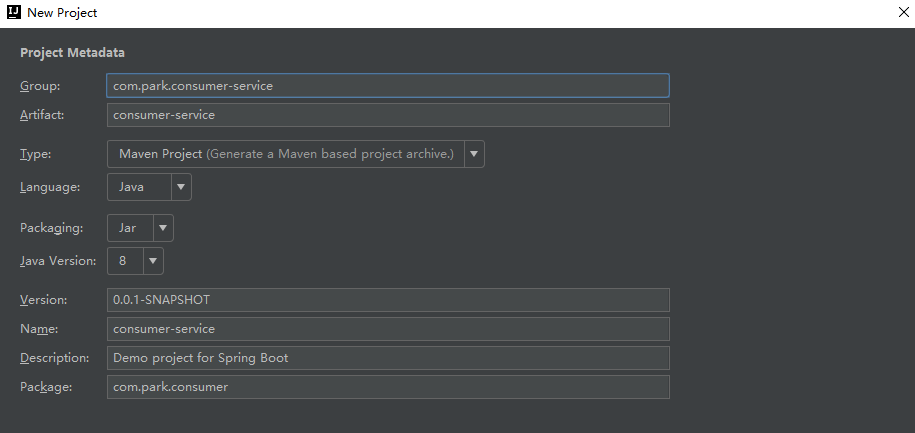 IJ New Project
Project Metadata
Group: com.park.consumer-service
Artifact: consumer-service
Type: Maven Project (Generate a Maven based project archive.)
Language: Java
Packaging: Jar
Java Version: 8
Version: 0.0.1-SNAPSHOT
Name: consumer-service
Description: Demo project for Spring Boot
Package: com.park.consumer